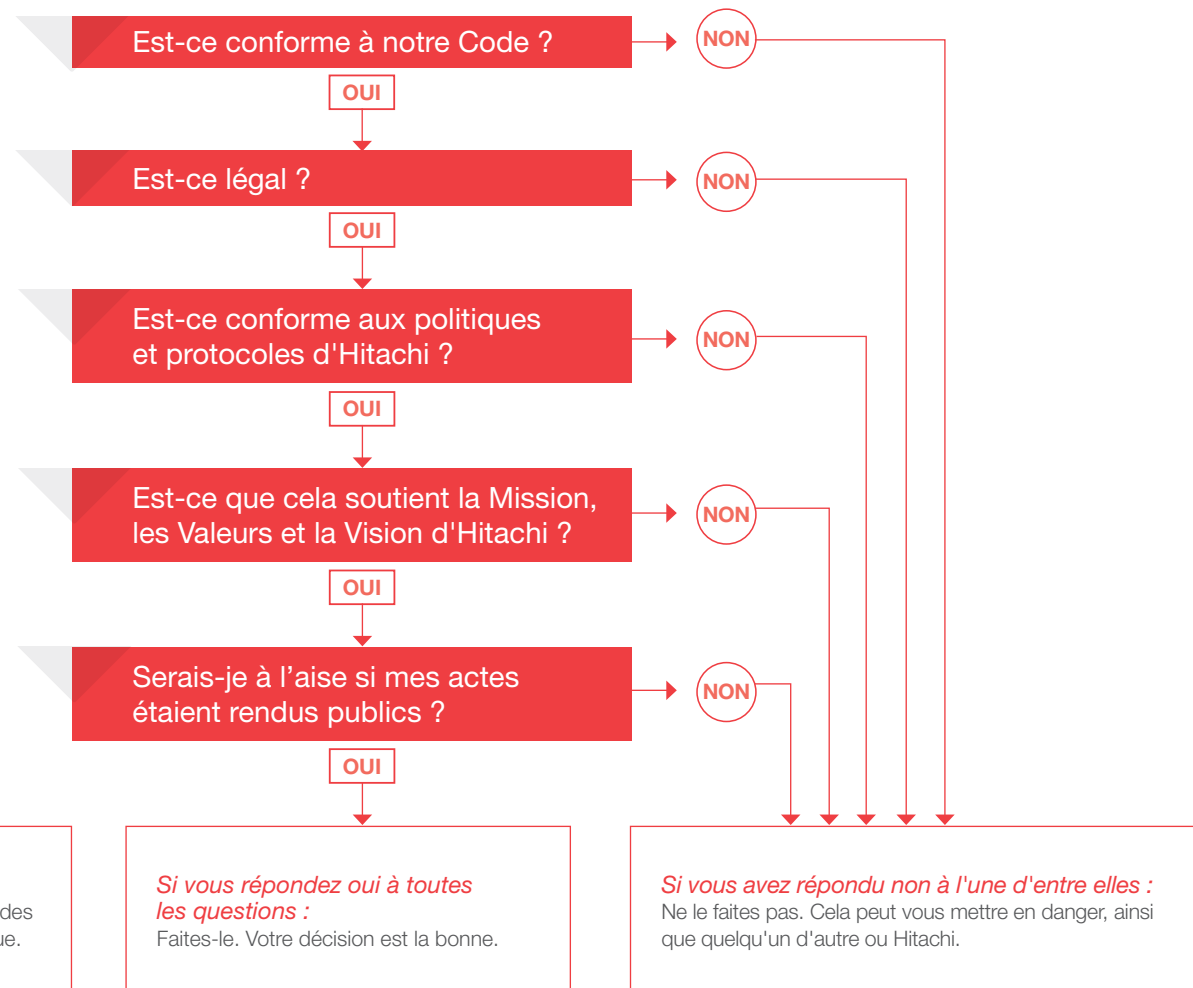 Est-ce conforme à notre Code ?
NON
OUI
Est-ce légal ?
NON
OUI
Est-ce conforme aux politiques
et protocoles d'Hitachi ?
NON
OUI
Est-ce que cela soutient la Mission,
les Valeurs et la Vision d'Hitachi ?
NON
OUI
Serais-je à l’aise si mes actes
étaient rendus publics ?
NON
OUI
des
ue.
Si vous répondez oui à toutes
les questions :
Faites-le. Votre décision est la bonne.
Si vous avez répondu non à l'une d'entre elles :
Ne le faites pas. Cela peut vous mettre en danger, ainsi
que quelqu'un d'autre ou Hitachi.